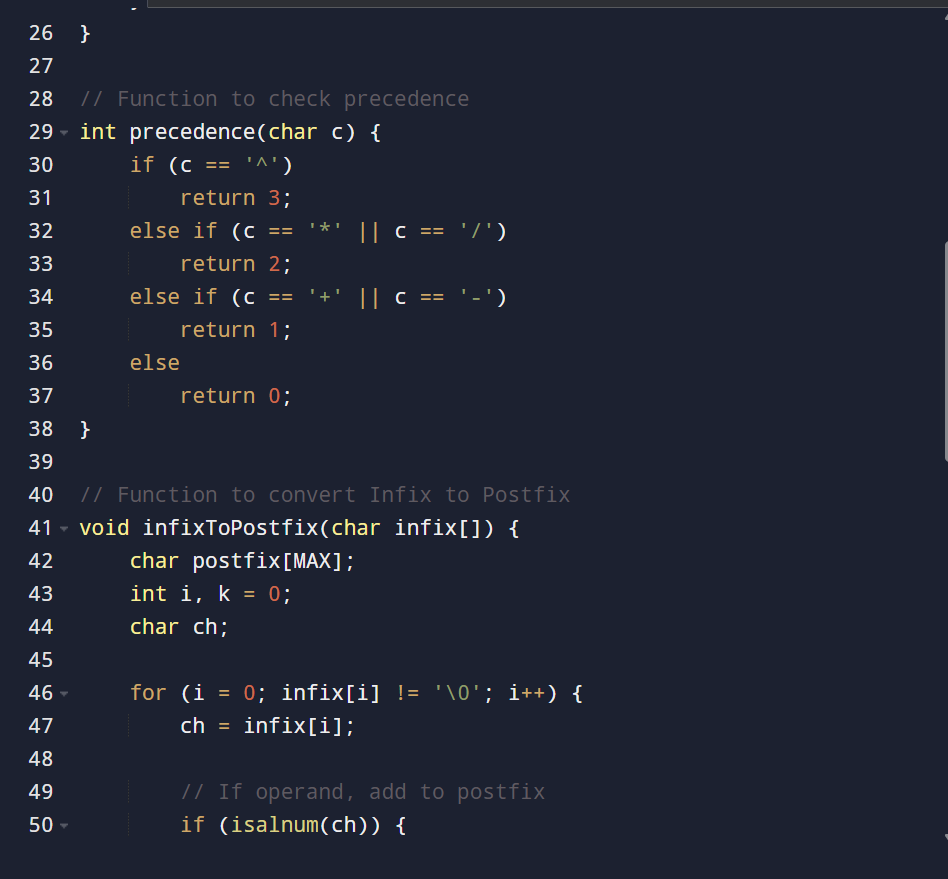 26 }
27
28 // Function to check precedence
29 int precedence(char c) {
30     if (c == '^')
31         return 3;
32     else if (c == '*' || c == '/')
33         return 2;
34     else if (c == '+' || c == '-')
35         return 1;
36     else
37         return 0;
38 }
39
40 // Function to convert Infix to Postfix
41 void infixToPostfix(char infix[]) {
42     char postfix[MAX];
43     int i, k = 0;
44     char ch;
45
46     for (i = 0; infix[i] != '\0'; i++) {
47         ch = infix[i];
48
49         // If operand, add to postfix
50         if (isalnum(ch)) {